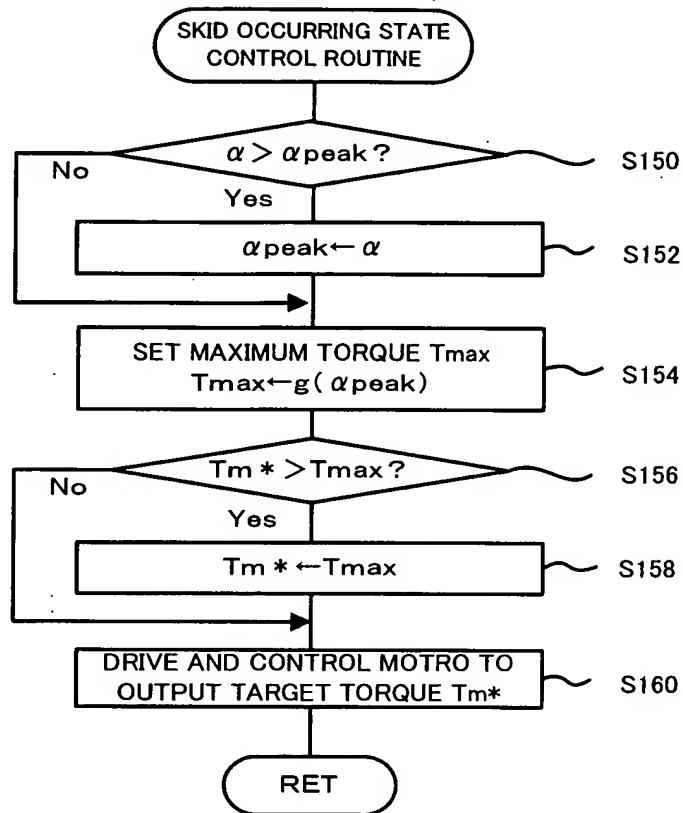 SKID OCCURRING STATE
CONTROL ROUTINE
α > αpeak?
S150
No
Yes
αpeak←α
S152
SET MAXIMUM TORQUE Tmax
Tmax←g(αpeak)
S154
Tm*>Tmax?
S156
No
Yes
Tm*←Tmax
S158
DRIVE AND CONTROL MOTRO TO
OUTPUT TARGET TORQUE Tm*
S160
RET